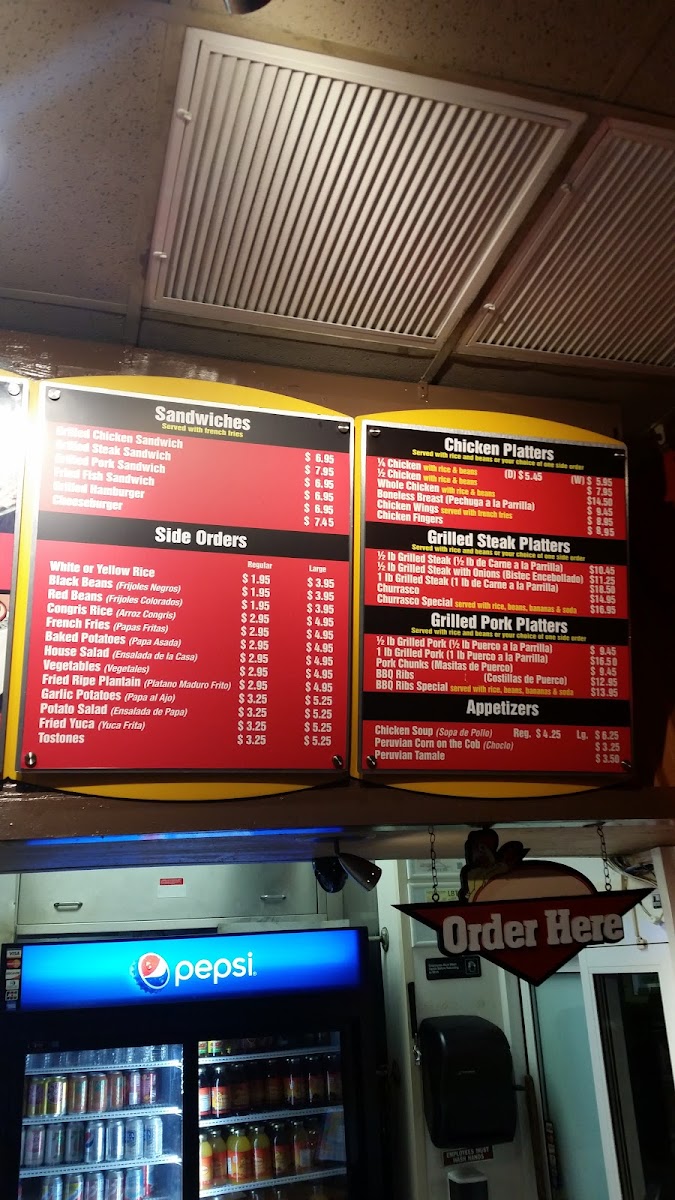 Sandwiches
Served with french fries
Grilled Chicken Sandwich $ 6.95
Grilled Steak Sandwich $ 7.95
Grilled Pork Sandwich $ 6.95
Fried Fish Sandwich $ 6.95
Grilled Hamburger $ 6.95
Cheeseburger $ 7.45
Side Orders
Regular Large
White or Yellow Rice $ 1.95 $ 3.95
Black Beans (Frijoles Negros) $ 1.95 $ 3.95
Red Beans (Frijoles Colorados) $ 1.95 $ 3.95
Congris Rice (Arroz Congris) $ 2.95 $ 4.95
French Fries (Papas Fritas) $ 2.95 $ 4.95
Baked Potatoes (Papa Asada) $ 2.95 $ 4.95
House Salad (Ensalada de la Casa) $ 2.95 $ 4.95
Vegetables (Vegetales) $ 2.95 $ 4.95
Fried Ripe Plantain (Platano Maduro Frito) $ 2.95 $ 4.95
Garlic Potatoes (Papa al Ajo) $ 3.25 $ 5.25
Potato Salad (Ensalada de Papa) $ 3.25 $ 5.25
Fried Yuca (Yuca Frita) $ 3.25 $ 5.25
Tostones $ 3.25 $ 5.25
Chicken Platters
Served with rice and beans or your choice of one side order
¼ Chicken with rice & beans (D) $ 5.45 (W) $ 5.95
½ Chicken with rice & beans $ 7.95
Whole Chicken with rice & beans $14.50
Boneless Breast (Pechuga a la Parrilla) $ 9.45
Chicken Wings served with french fries $ 8.95
Chicken Fingers $ 8.95
Grilled Steak Platters
Served with rice and beans or your choice of one side order
½ lb Grilled Steak (½ lb de Carne a la Parrilla) $10.45
½ lb Grilled Steak with Onions (Bistec Encebollado) $11.25
1 lb Grilled Steak (1 lb de Carne a la Parrilla) $18.50
Churrasco $14.95
Churrasco Special served with rice, beans, bananas & soda $16.95
Grilled Pork Platters
Served with rice and beans or your choice of one side order
½ lb Grilled Pork (½ lb Puerco a la Parrilla) $ 9.45
1 lb Grilled Pork (1 lb Puerco a la Parrilla) $16.50
Pork Chunks (Masitas de Puerco) $ 9.45
BBQ Ribs (Costillas de Puerco) $12.95
BBQ Ribs Special served with rice, beans, bananas & soda $13.95
Appetizers
Chicken Soup (Sopa de Pollo) Reg. $ 4.25 Lg. $ 6.25
Peruvian Corn on the Cob (Choclo) $ 3.25
Peruvian Tamale $ 3.50
Order Here
pepsi
VISA
EMPLOYEES MUST
WASH HANDS